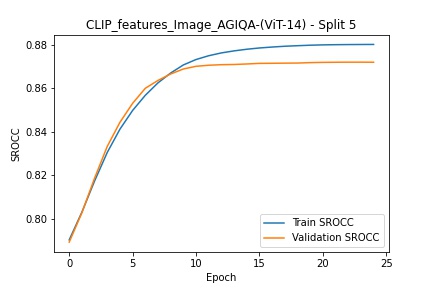 CLIP_features_Image_AGIQA-(ViT-14) - Split 5
SROCC
0.88
0.86
0.84
0.82
0.80
Train SROCC
Validation SROCC
0 5 10 15 20 25
Epoch